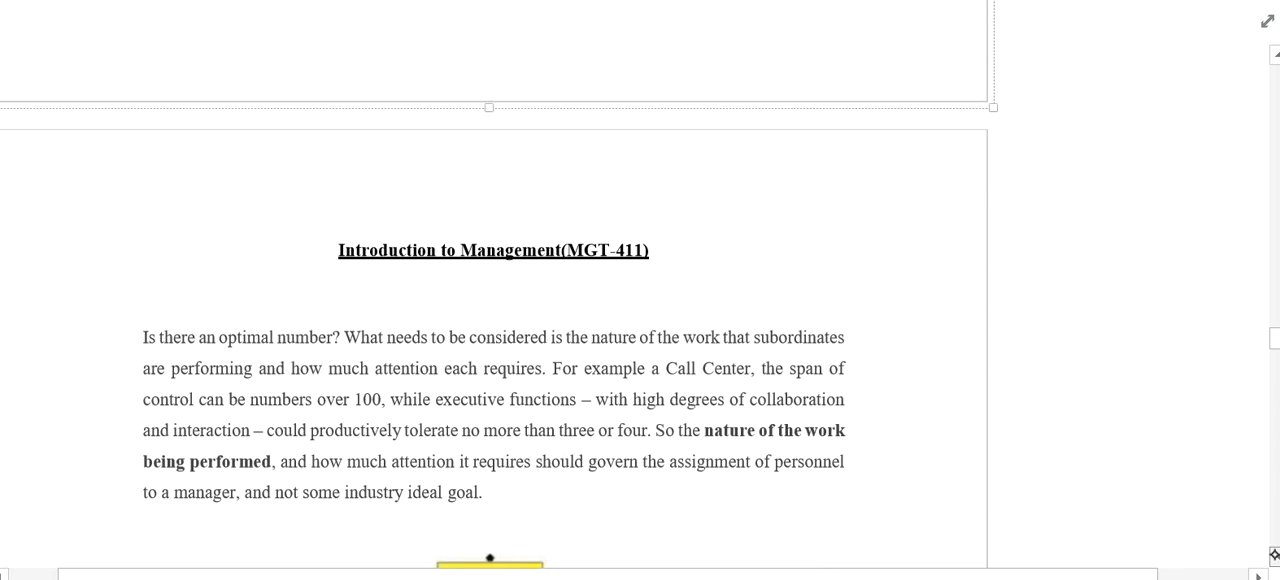 Introduction to Management(MGT-411)
Is there an optimal number? What needs to be considered is the nature of the work that subordinates
are performing and how much attention each requires. For example a Call Center, the span of
control can be numbers over 100, while executive functions – with high degrees of collaboration
and interaction – could productively tolerate no more than three or four. So the nature of the work
being performed, and how much attention it requires should govern the assignment of personnel
to a manager, and not some industry ideal goal.